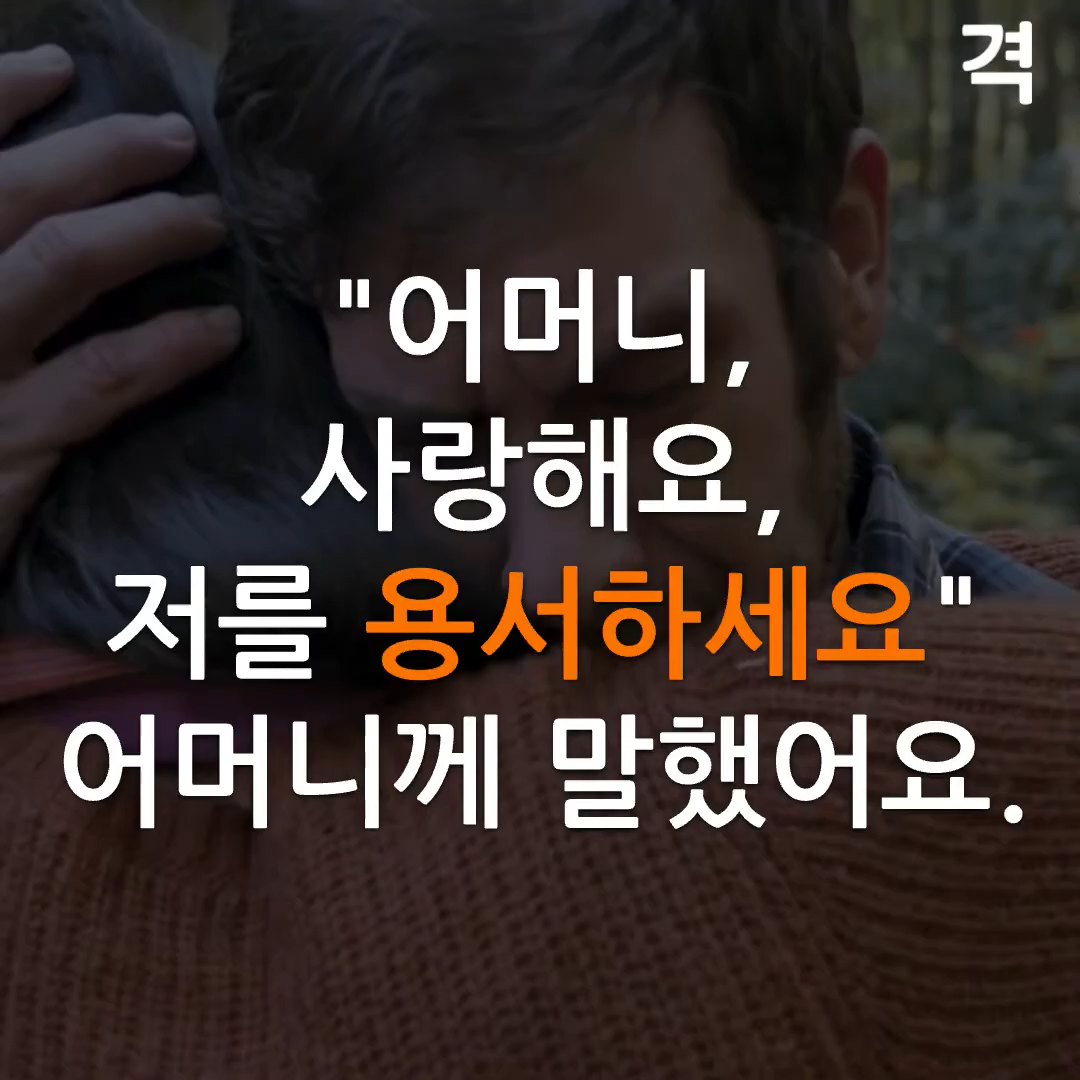 격
"어머니,
사랑해요,
저를 용서하세요"
어머니께 말했어요.